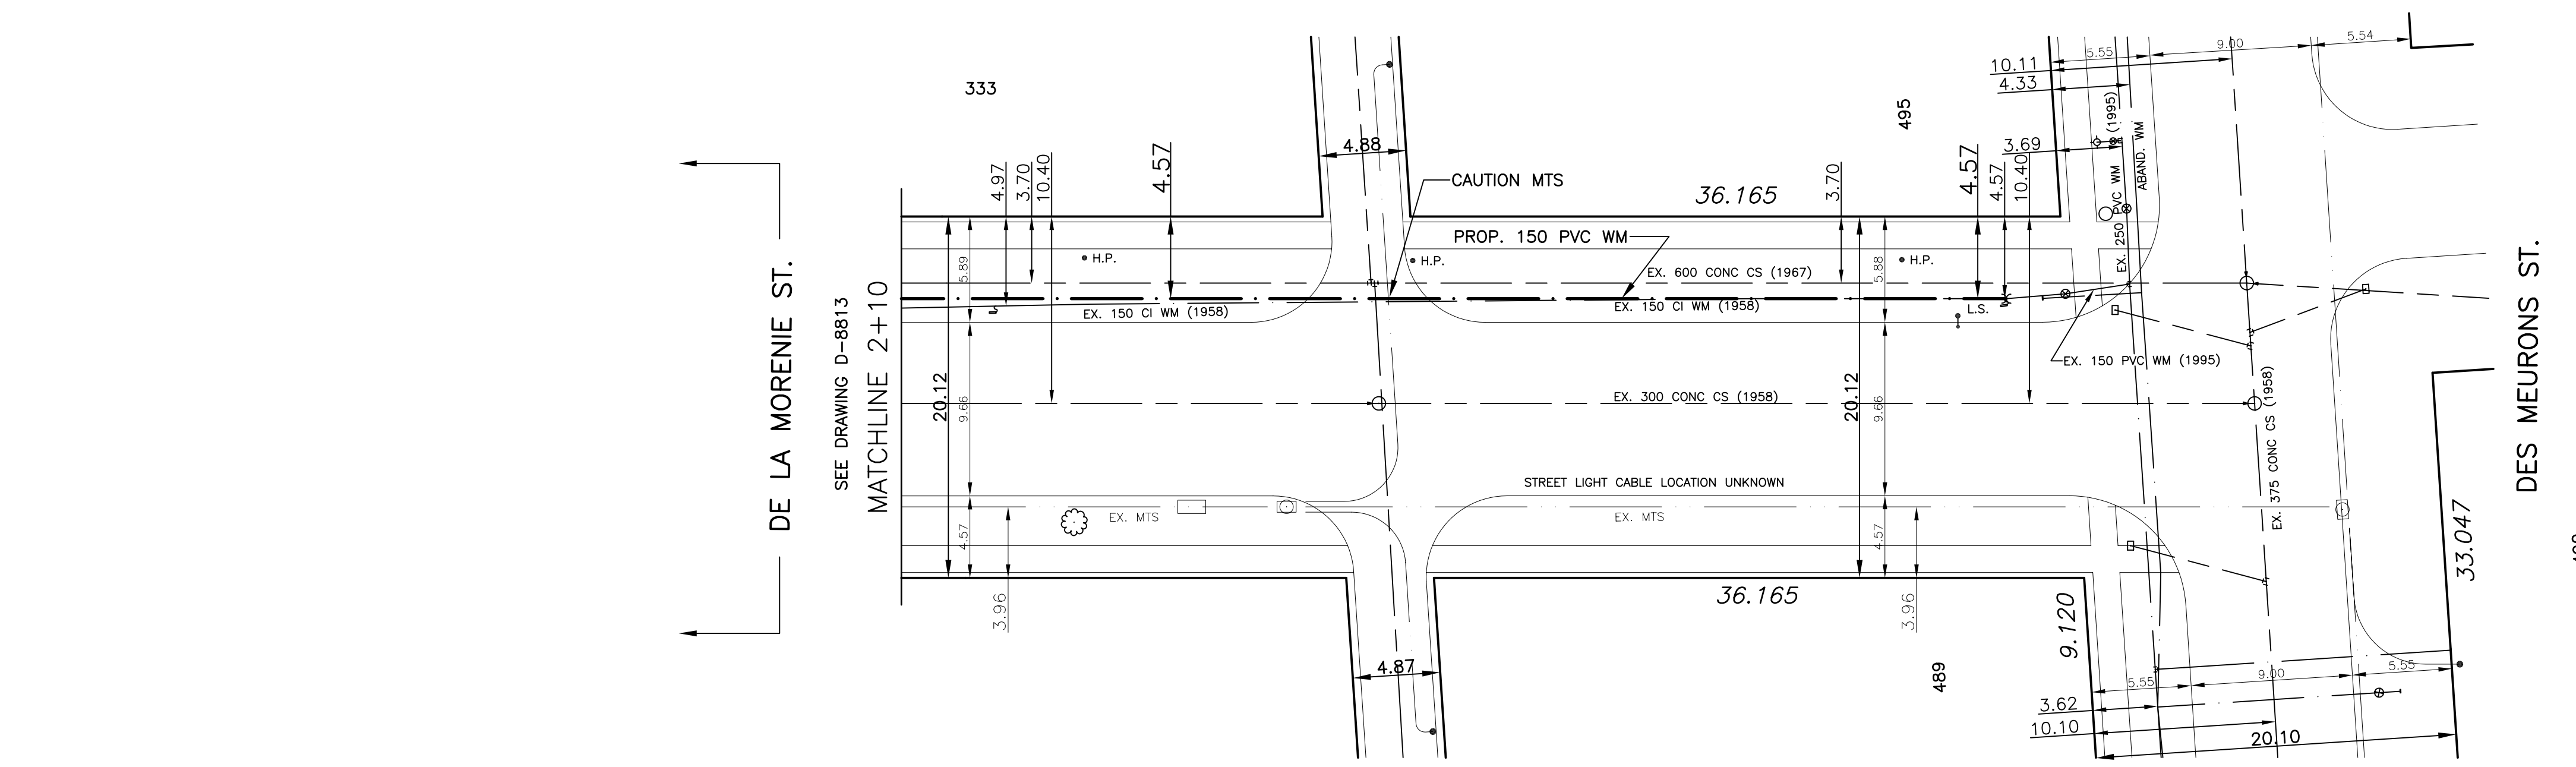 DE LA MORENIE ST.
SEE DRAWING D-8813
MATCHLINE 2+10
333
4.97
3.70
10.40
4.57
4.88
CAUTION MTS
36.165
PROP. 150 PVC WM
495
3.70
4.57
4.57
10.40
3.69
10.11
4.33
5.55
9.00
5.54
EX. 250 PVC WM (1995)
ABAND. WM
5.89
H.P.
H.P.
H.P.
EX. 600 CONC CS (1967)
5.88
EX. 150 CI WM (1958)
EX. 150 CI WM (1958)
L.S.
EX. 150 PVC WM (1995)
20.12
9.66
EX. 300 CONC CS (1958)
20.12
9.66
EX. 375 CONC CS (1958)
STREET LIGHT CABLE LOCATION UNKNOWN
EX. MTS
EX. MTS
4.57
4.57
3.96
3.96
36.165
9.120
33.047
4.87
489
5.55
9.00
5.55
3.62
10.10
20.10
DES MEURONS ST.